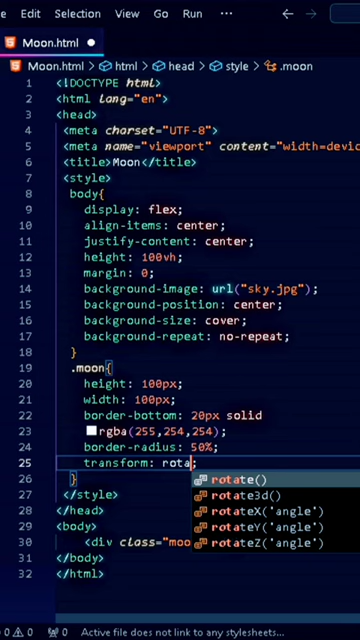 les Edit Selection View Go Run
Moon.html
Moon.html > html > head > style > .moon
1 <!DOCTYPE html>
2 <html lang="en">
3 <head>
4 <meta charset="UTF-8">
5 <meta name="viewport" content="width=devic
6 <title>Moon</title>
7 <style>
8 body{
9 display: flex;
10 align-items: center;
11 justify-content: center;
12 height: 100vh;
13 margin: 0;
14 background-image: url("sky.jpg");
15 background-position: center;
16 background-size: cover;
17 background-repeat: no-repeat;
18 }
19 .moon{
20 height: 100px;
21 width: 100px;
22 border-bottom: 20px solid
23 rgba(255,254,254);
24 border-radius: 50%;
25 transform: rota;
26 }
27 </style>
28 </head>
29 <body>
30 <div class="moo
31 </body>
32 </html>
rotate()
rotate3d()
rotateX('angle')
rotateY('angle')
rotateZ('angle')
0 0 0 Active file does not link to any stylesheets...